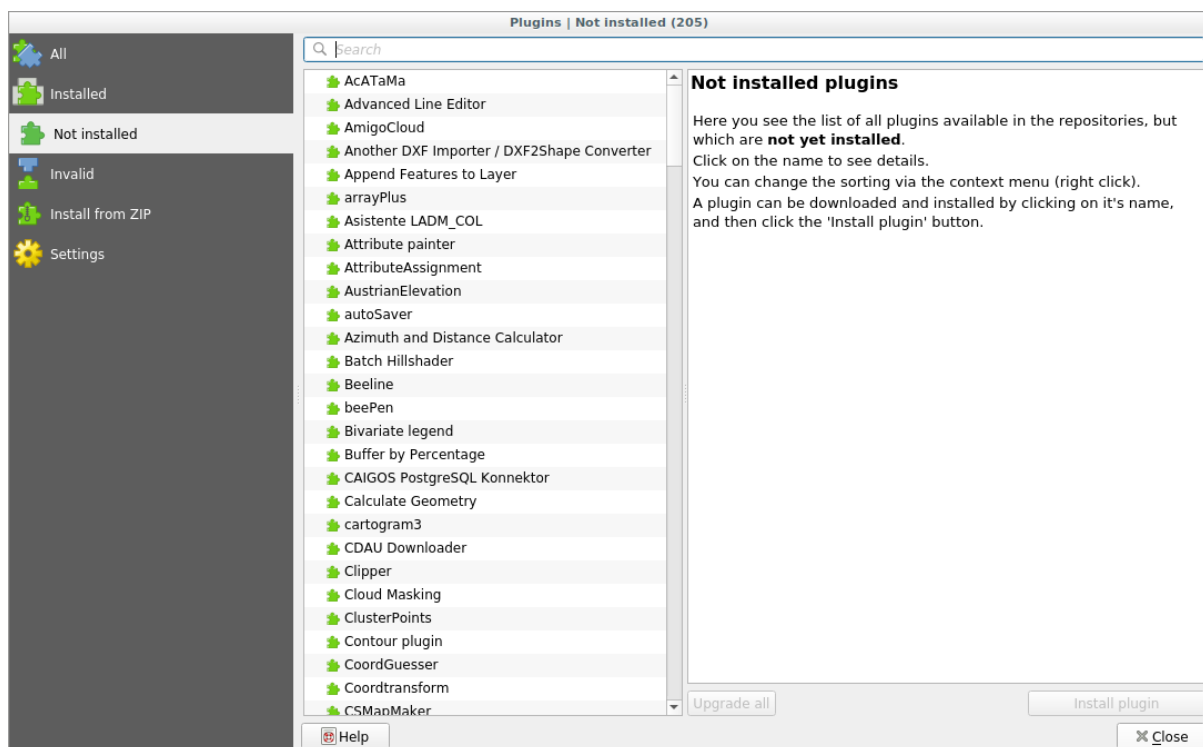 Plugins | Not installed (205)
All
Installed
Not installed
Invalid
Install from ZIP
Settings
Search
AcATaMa
Advanced Line Editor
AmigoCloud
Another DXF Importer / DXF2Shape Converter
Append Features to Layer
arrayPlus
Asistente LADM_COL
Attribute painter
AttributeAssignment
AustrianElevation
autoSaver
Azimuth and Distance Calculator
Batch Hillshader
Beeline
beePen
Bivariate legend
Buffer by Percentage
CAIGOS PostgreSQL Konnektor
Calculate Geometry
cartogram3
CDAU Downloader
Clipper
Cloud Masking
ClusterPoints
Contour plugin
CoordGuesser
Coordtransform
CSMapMaker
Not installed plugins
Here you see the list of all plugins available in the repositories, but
which are not yet installed.
Click on the name to see details.
You can change the sorting via the context menu (right click).
A plugin can be downloaded and installed by clicking on it's name,
and then click the 'Install plugin' button.
Upgrade all
Install plugin
Help
Close